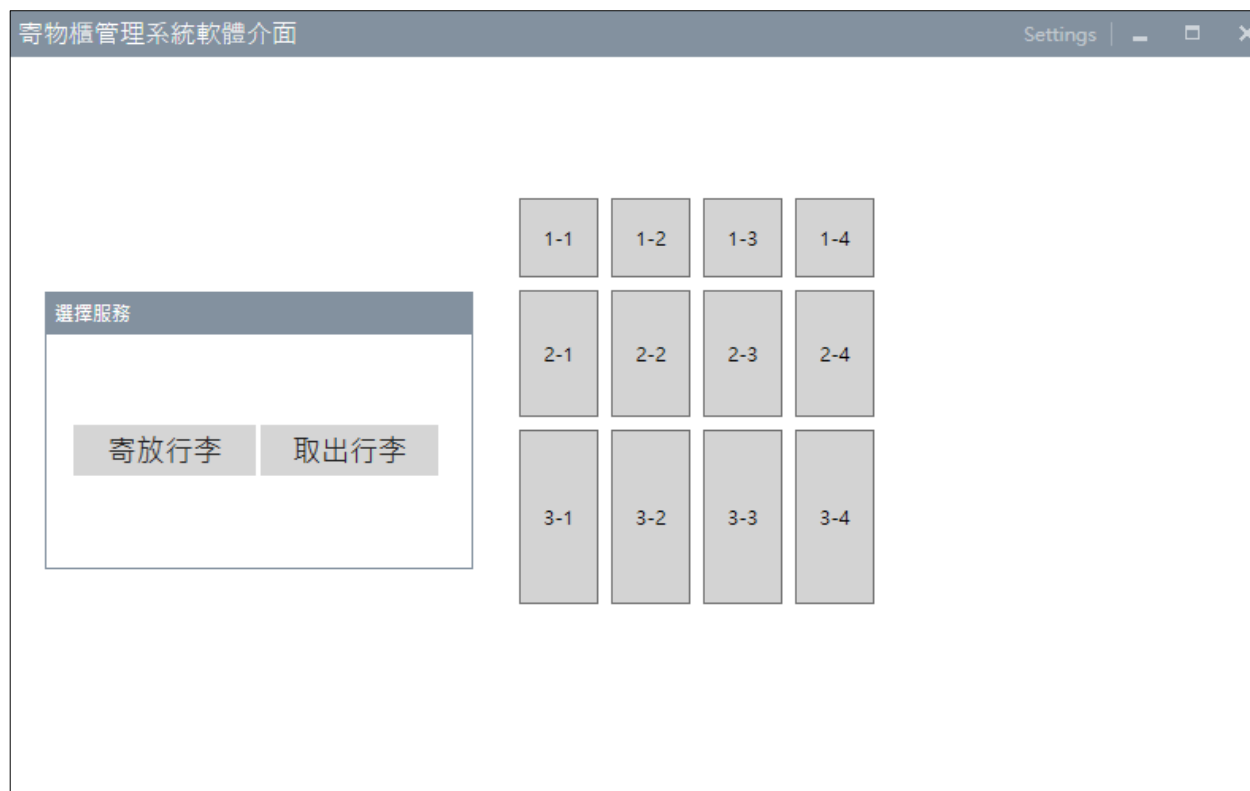 寄物櫃管理系統軟體介面 Settings
選擇服務
寄放行李 取出行李
1-1 1-2 1-3 1-4
2-1 2-2 2-3 2-4
3-1 3-2 3-3 3-4